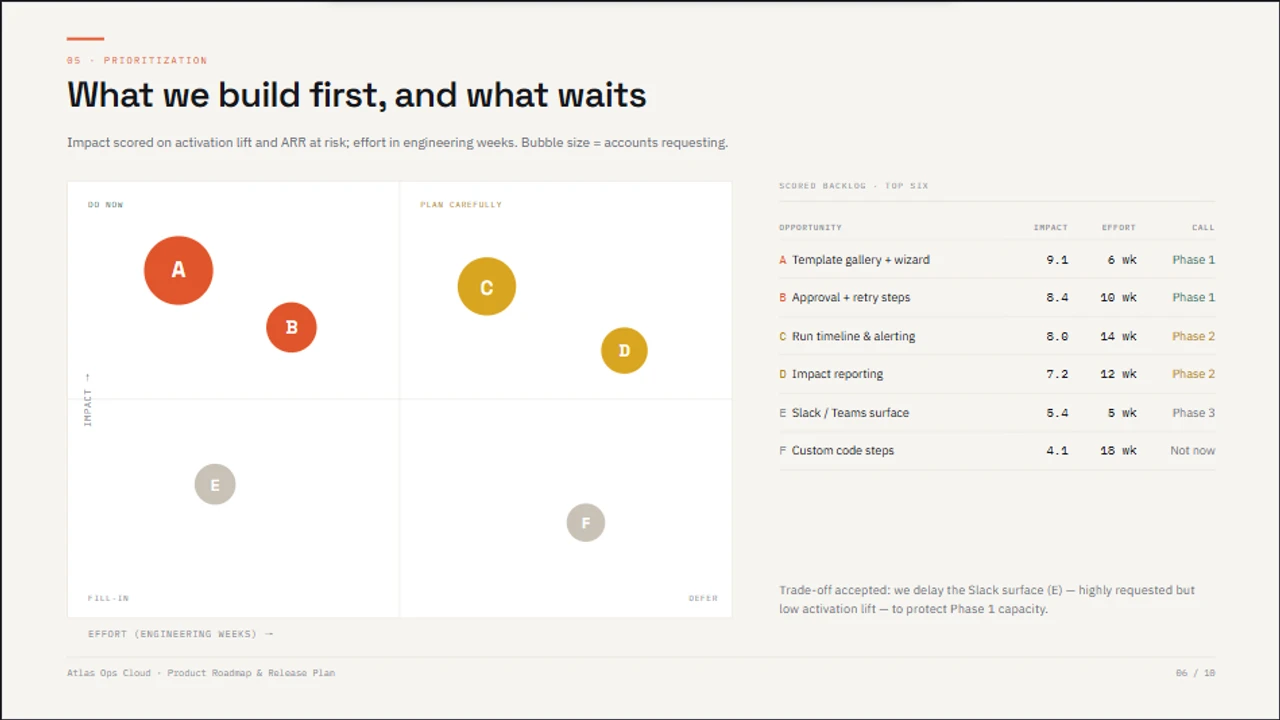 05 · PRIORITIZATION
What we build first, and what waits
Impact scored on activation lift and ARR at risk; effort in engineering weeks. Bubble size = accounts requesting.
DO NOW
PLAN CAREFULLY
A
B
C
D
E
F
IMPACT →
FILL-IN
DEFER
EFFORT (ENGINEERING WEEKS) →
SCORED BACKLOG · TOP SIX
OPPORTUNITY IMPACT EFFORT CALL
A Template gallery + wizard 9.1 6 wk Phase 1
B Approval + retry steps 8.4 10 wk Phase 1
C Run timeline & alerting 8.0 14 wk Phase 2
D Impact reporting 7.2 12 wk Phase 2
E Slack / Teams surface 5.4 5 wk Phase 3
F Custom code steps 4.1 18 wk Not now
Trade-off accepted: we delay the Slack surface (E) — highly requested but
low activation lift — to protect Phase 1 capacity.
Atlas Ops Cloud · Product Roadmap & Release Plan
06 / 10